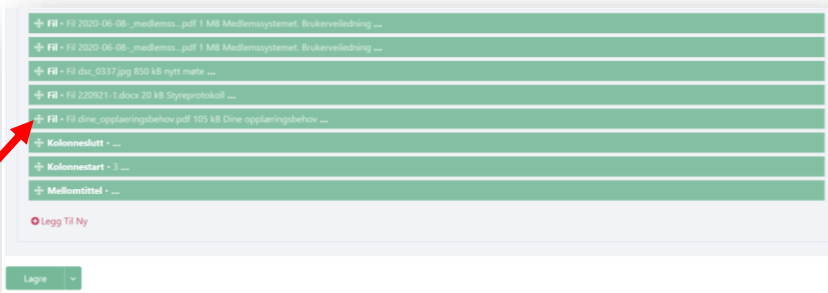 Fil - Fil 2020-06-08-_medlemss...pdf 1 MB Medlemssystemet. Brukerveiledning ...
Fil - Fil 2020-06-08-_medlemss...pdf 1 MB Medlemssystemet. Brukerveiledning ...
Fil - Fil dsc_0337.jpg 850 kB nytt møte ...
Fil - Fil 220921-1.docx 20 kB Styreprotokoll ...
Fil - Fil dine_opplaeringsbehov.pdf 105 kB Dine opplæringsbehov ...
Kolonneslutt - ...
Kolonnestart - 3 ...
Mellomtittel - ...
Legg Til Ny
Lagre